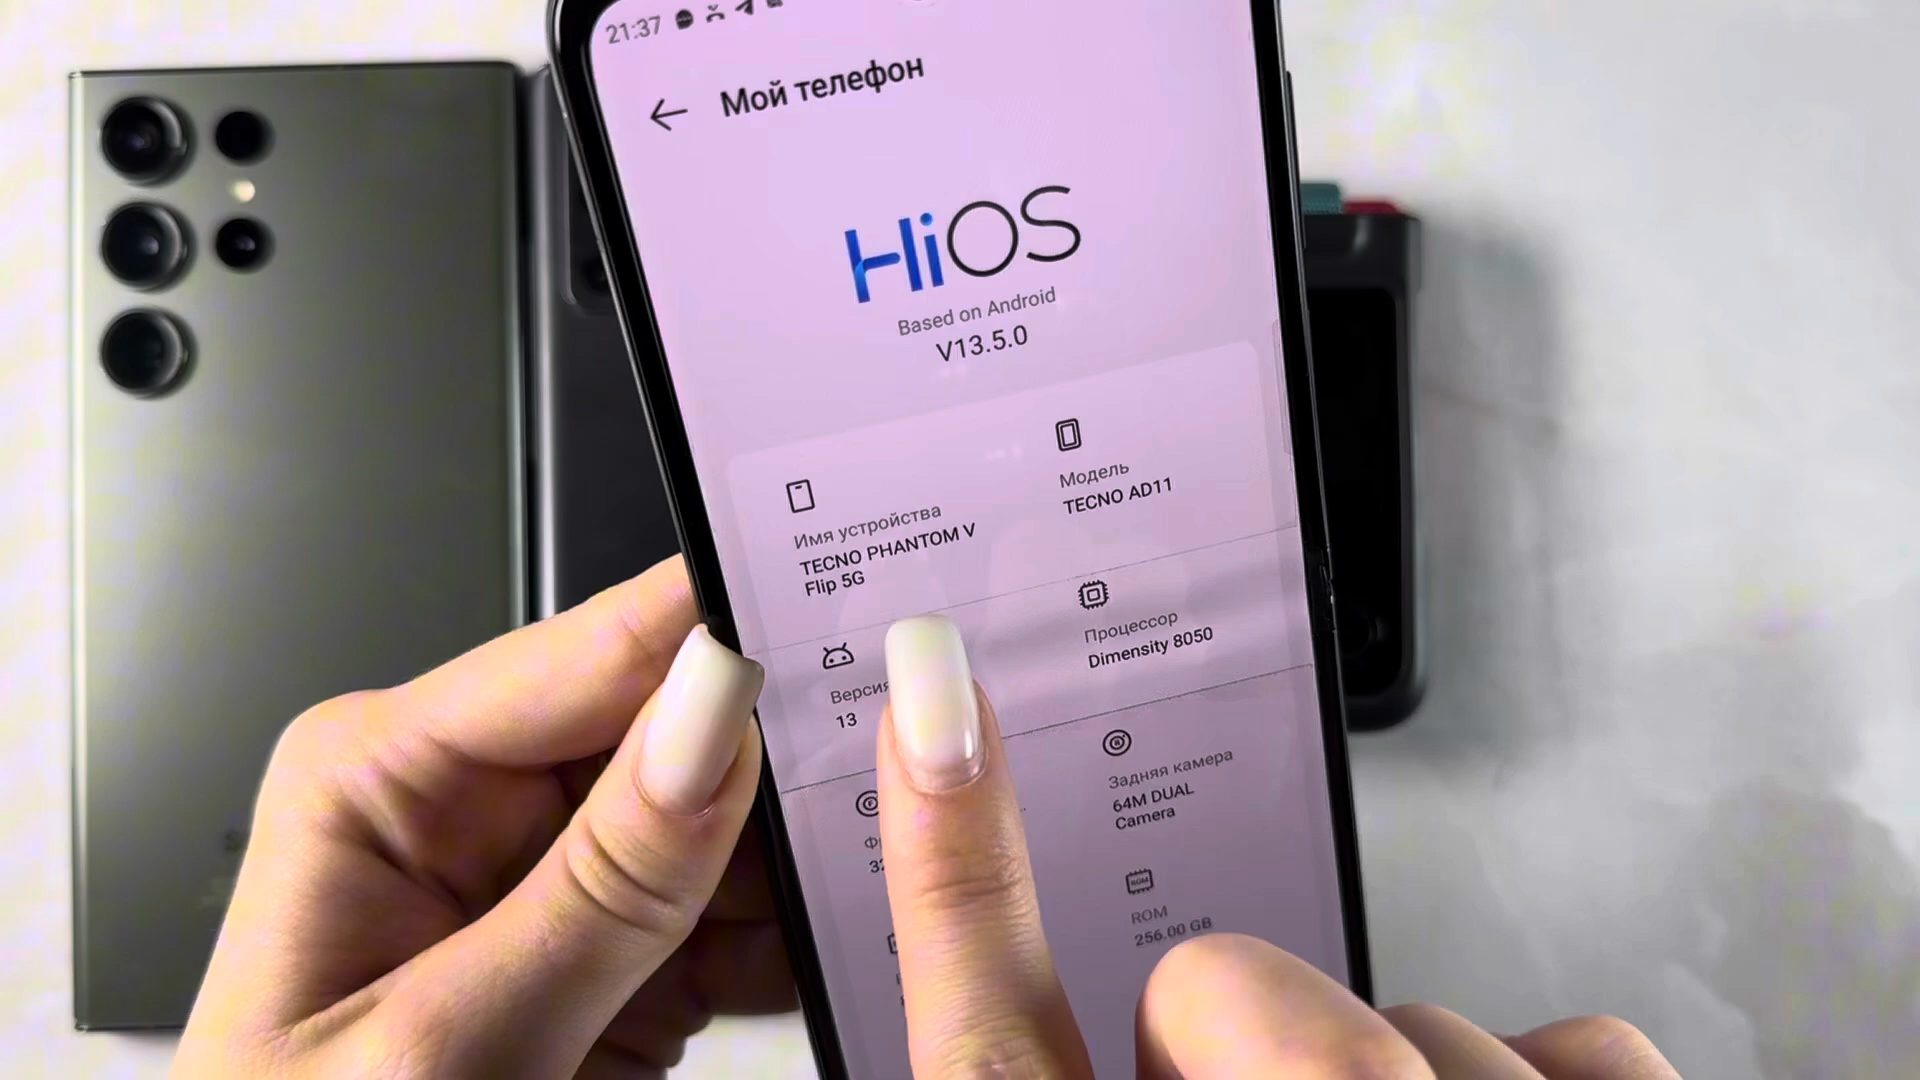 21:37
Мой телефон
HiOS
Based on Android
V13.5.0
Имя устройства
TECNO PHANTOM V
Flip 5G
Модель
TECNO AD11
Версия
13
Процессор
Dimensity 8050
Задняя камера
64M DUAL
Camera
ROM
256.00 GB